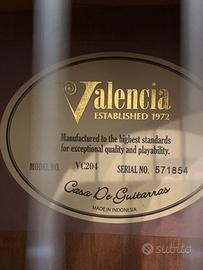 Valencia
ESTABLISHED 1972
Manufactured to the highest standards
for exceptional quality and playability.
MODEL NO. VC204 SERIAL NO. 571854
Casa De Guitarras
MADE IN INDONESIA
subito